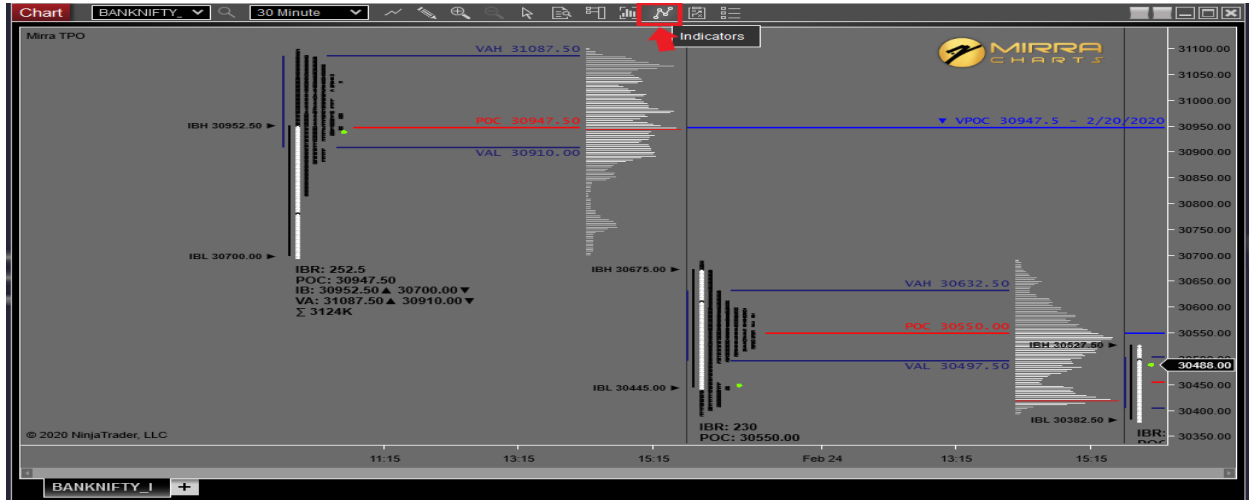 Chart BANKNIFTY_ 30 Minute
Indicators
Mirra TPO
MIRRA
CHARTS
VAH 31087.50
IBH 30952.50 ►
POC 30947.50
▼ VPOC 30947.5 - 2/20/2020
VAL 30910.00
IBL 30700.00 ►
IBR: 252.5
POC: 30947.50
IB: 30952.50▲ 30700.00▼
VA: 31087.50▲ 30910.00▼
∑ 3124K
IBH 30675.00 ►
VAH 30632.50
POC 30550.00
IBH 30527.50 ►
VAL 30497.50
IBL 30445.00 ►
IBL 30382.50 ►
IBR: 230
POC: 30550.00
IBR:
31100.00
31050.00
31000.00
30950.00
30900.00
30850.00
30800.00
30750.00
30700.00
30650.00
30600.00
30550.00
30488.00
30450.00
30400.00
30350.00
© 2020 NinjaTrader, LLC
11:15 13:15 15:15 Feb 24 13:15 15:15
BANKNIFTY_I +